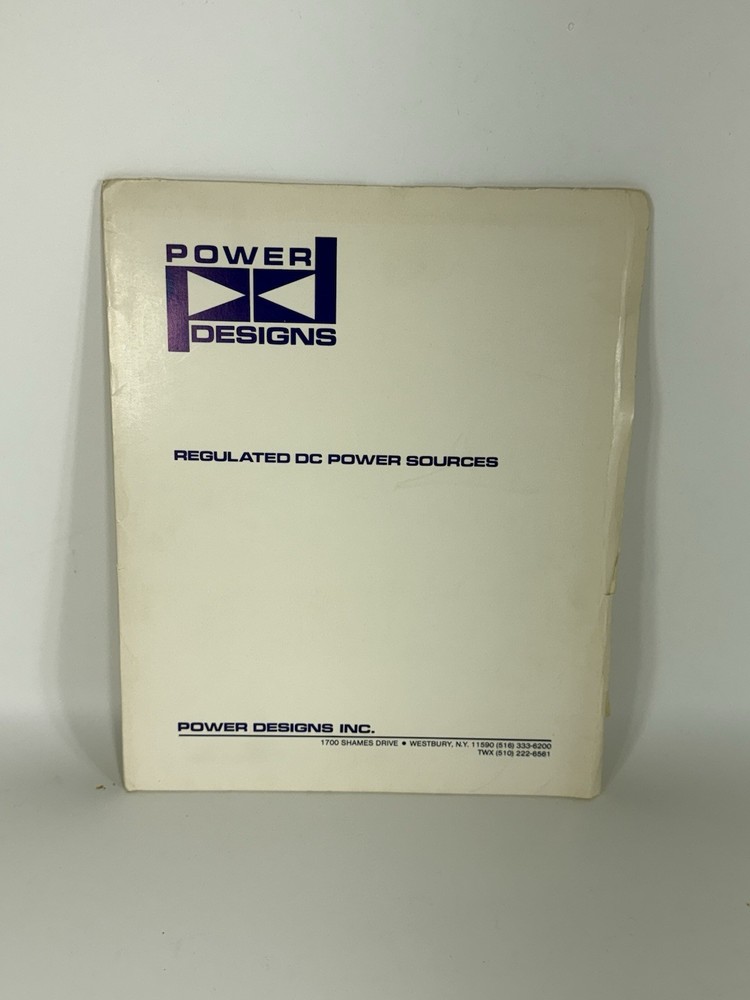 POWER
DESIGNS
REGULATED DC POWER SOURCES
POWER DESIGNS INC.
1700 SHAMES DRIVE ● WESTBURY, N.Y. 11590 (516) 333-6200
TWX (510) 222-6561